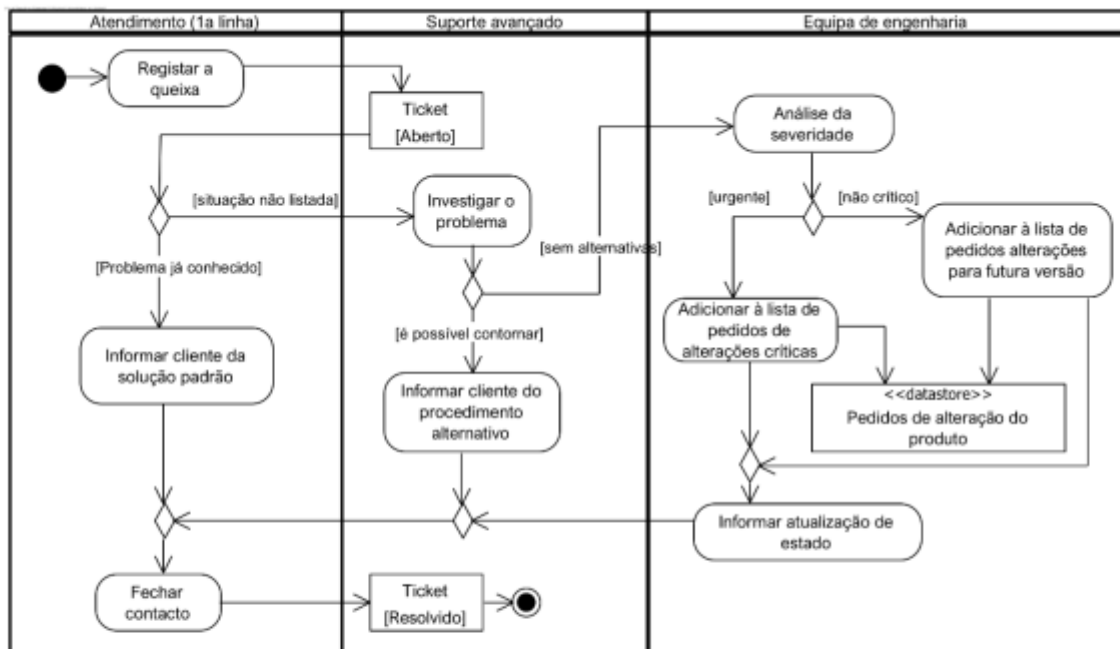 Atendimento (1a linha)
Suporte avançado
Equipa de engenharia
Registar a
queixa
Ticket
[Aberto]
Análise da
severidade
[situação não listada]
Investigar o
problema
[urgente]
[não crítico]
Adicionar à lista de
pedidos alterações
para futura versão
[sem alternativas]
[Problema já conhecido]
Adicionar à lista de
pedidos de
alterações críticas
[é possível contornar]
Informar cliente da
solução padrão
Informar cliente do
procedimento
alternativo
<<datastore>>
Pedidos de alteração do
produto
Informar atualização de
estado
Fechar
contacto
Ticket
[Resolvido]